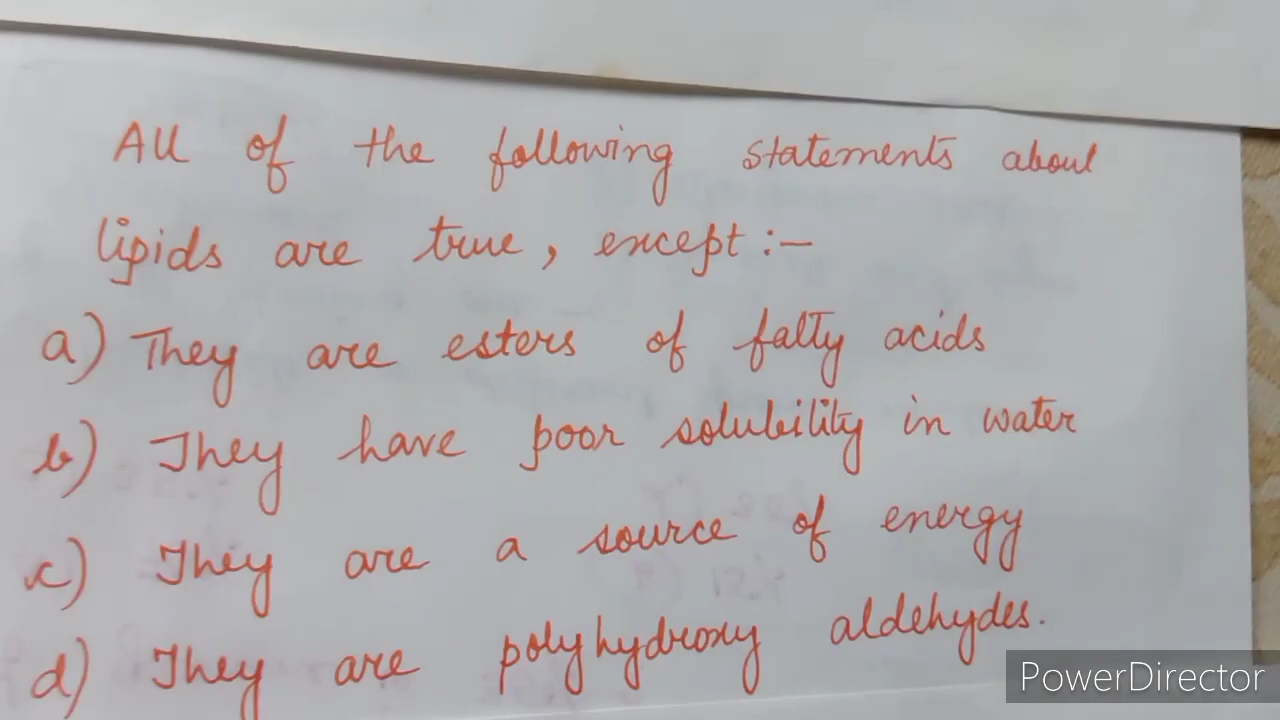 All of the following statements about
lipids are true, except :-
a) They are esters of fatty acids
b) They have poor solubility in water
c) They are a source of energy
d) They are polyhydroxy aldehydes.
PowerDirector